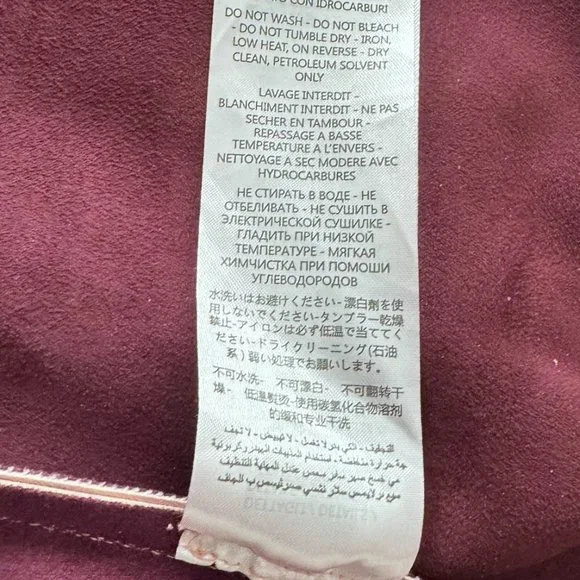 CON IDROCARBURI
DO NOT WASH - DO NOT BLEACH
- DO NOT TUMBLE DRY - IRON,
LOW HEAT, ON REVERSE - DRY
CLEAN, PETROLEUM SOLVENT
ONLY
LAVAGE INTERDIT -
BLANCHIMENT INTERDIT - NE PAS
SECHER EN TAMBOUR -
REPASSAGE A BASSE
TEMPERATURE A L'ENVERS -
NETTOYAGE A SEC MODERE AVEC
HYDROCARBURES
НЕ СТИРАТЬ В ВОДЕ - НЕ
ОТБЕЛИВАТЬ - НЕ СУШИТЬ В
ЭЛЕКТРИЧЕСКОЙ СУШИЛКЕ -
ГЛАДИТЬ ПРИ НИЗКОЙ
ТЕМПЕРАТУРЕ - МЯГКАЯ
ХИМЧИСТКА ПРИ ПОМОШИ
УГЛЕВОДОРОДОВ
水洗いはお避けください-漂白劑を使
用しないでください-タンブラー乾燥
禁止-アイロンは必ず低温で当ててく
ださい-ドライクリーニング(石油
系) 弱い処理でお願いします。
不可水洗- 不可漂白- 不可翻转干
燥- 低温熨烫-使用碳氢化合物溶剂
的缓和专业干洗